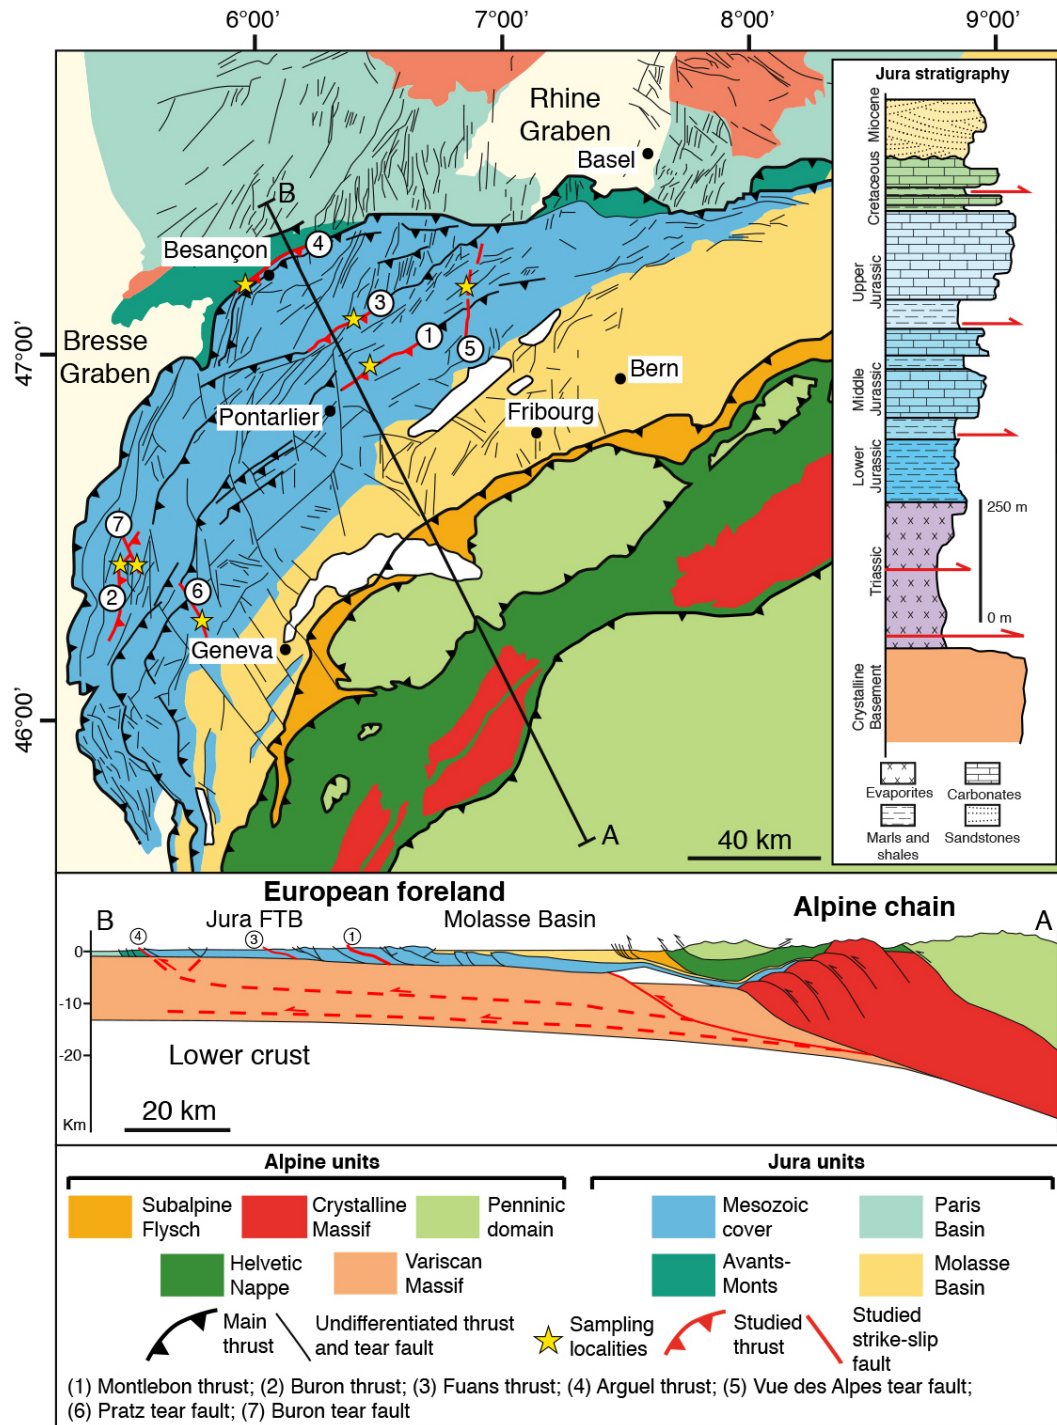 6°00’ 7°00’ 8°00’ 9°00’
47°00’
46°00’
Rhine
Graben
Basel
B
Besançon
4
3
1
5
Bresse
Graben
Bern
Pontarlier
Fribourg
7
2
6
Geneva
A
40 km
Jura stratigraphy
Miocene
Cretaceous
Upper
Jurassic
Middle
Jurassic
Lower
Jurassic
250 m
Triassic
0 m
Crystalline
Basement
Evaporites
Carbonates
Marls and
shales
Sandstones
European foreland
Alpine chain
B
Jura FTB
Molasse Basin
A
4
3
1
0
-10
-20
Km
Lower crust
20 km
Alpine units
Jura units
Subalpine
Flysch
Crystalline
Massif
Penninic
domain
Mesozoic
cover
Paris
Basin
Helvetic
Nappe
Variscan
Massif
Avants-
Monts
Molasse
Basin
Main
thrust
Undifferentiated thrust
and tear fault
Sampling
localities
Studied
thrust
Studied
strike-slip
fault
(1) Montlebon thrust; (2) Buron thrust; (3) Fuans thrust; (4) Arguel thrust; (5) Vue des Alpes tear fault;
(6) Pratz tear fault; (7) Buron tear fault